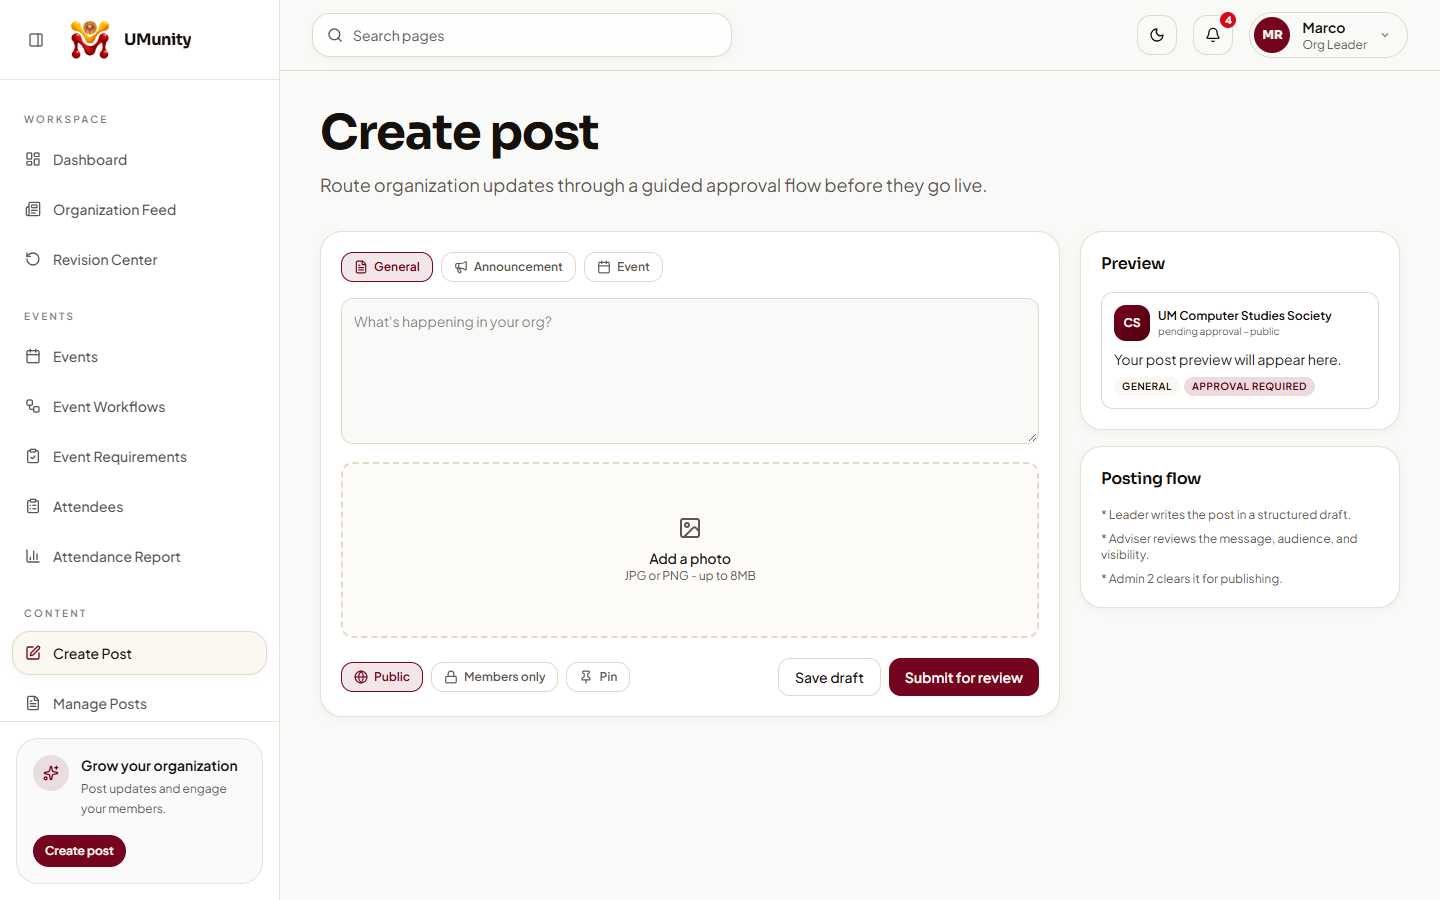 UMunity
Search pages
4
MR
Marco
Org Leader
WORKSPACE
Dashboard
Organization Feed
Revision Center
EVENTS
Events
Event Workflows
Event Requirements
Attendees
Attendance Report
CONTENT
Create Post
Manage Posts
Grow your organization
Post updates and engage
your members.
Create post
Create post
Route organization updates through a guided approval flow before they go live.
General
Announcement
Event
What's happening in your org?
Add a photo
JPG or PNG - up to 8MB
Public
Members only
Pin
Save draft
Submit for review
Preview
CS
UM Computer Studies Society
pending approval - public
Your post preview will appear here.
GENERAL
APPROVAL REQUIRED
Posting flow
* Leader writes the post in a structured draft.
* Adviser reviews the message, audience, and
visibility.
* Admin 2 clears it for publishing.